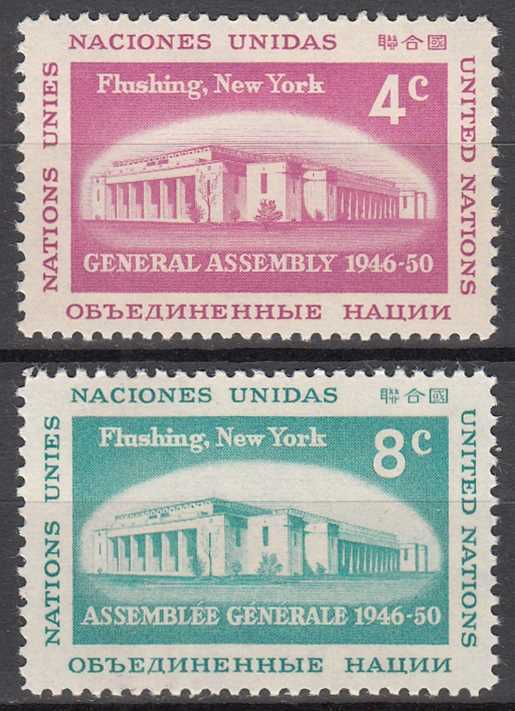 NACIONES UNIDAS 聯合國
NATIONS UNIES
Flushing, New York
4c
UNITED NATIONS
GENERAL ASSEMBLY 1946-50
ОБЪЕДИНЕННЫЕ НАЦИИ
NACIONES UNIDAS 聯合國
NATIONS UNIES
Flushing, New York
8c
UNITED NATIONS
ASSEMBLÉE GÉNÉRALE 1946-50
ОБЪЕДИНЕННЫЕ НАЦИИ